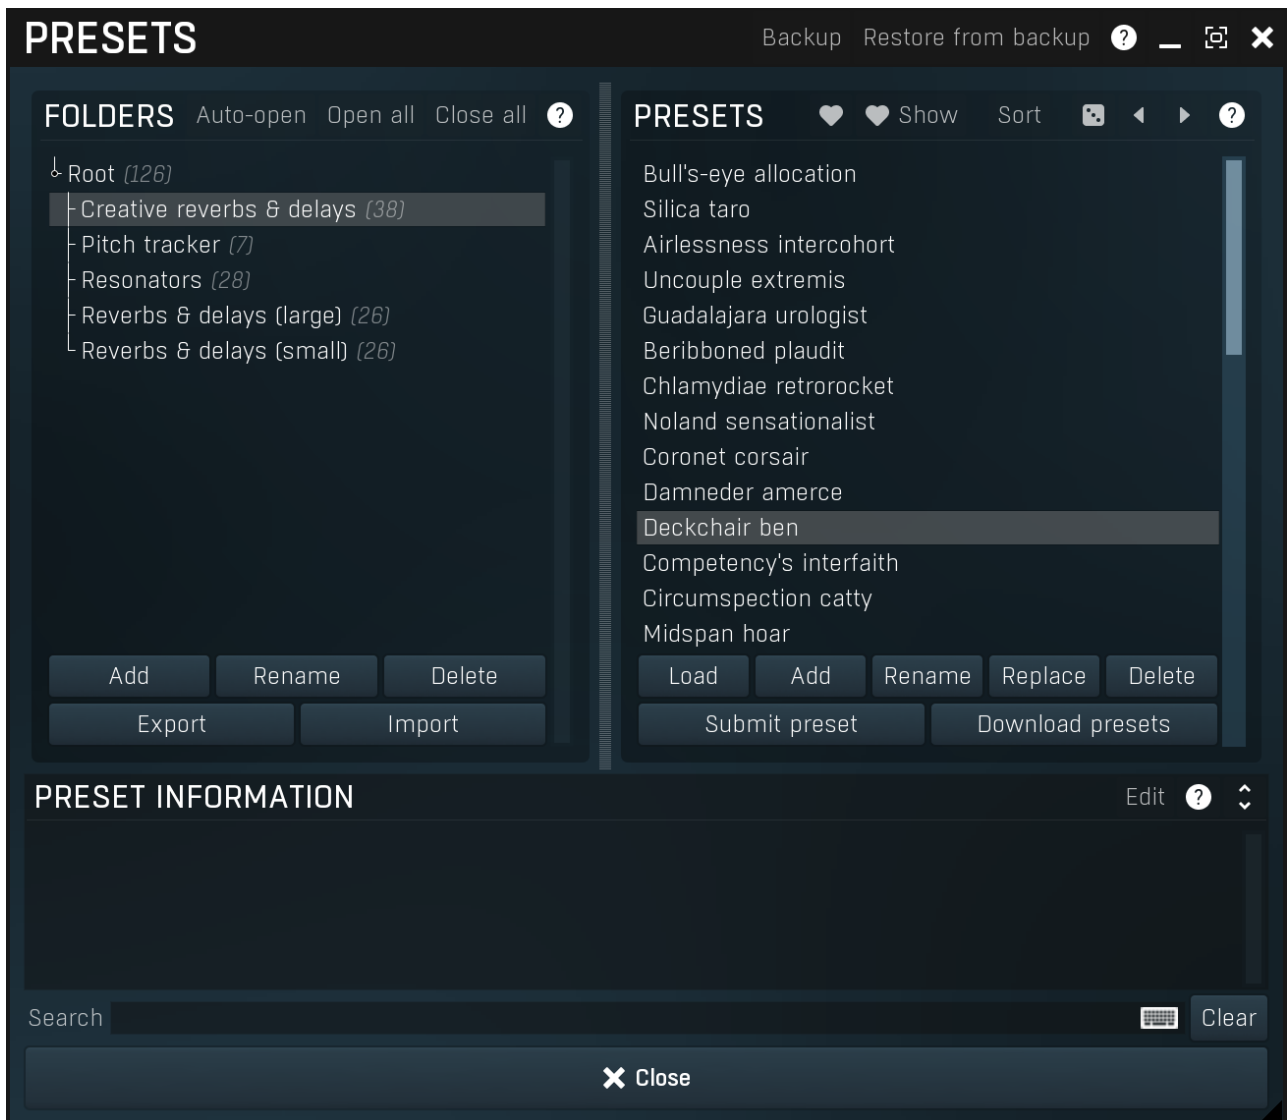 PRESETS Backup Restore from backup ?
FOLDERS Auto-open Open all Close all ?
Root (126)
Creative reverbs & delays (38)
Pitch tracker (7)
Resonators (28)
Reverbs & delays (large) (26)
Reverbs & delays (small) (26)
Add Rename Delete
Export Import
PRESETS Show Sort ?
Bull's-eye allocation
Silica taro
Airlessness intercohort
Uncouple extremis
Guadalajara urologist
Beribboned plaudit
Chlamydiae retrorocket
Noland sensationalist
Coronet corsair
Damneder amerce
Deckchair ben
Competency's interfaith
Circumspection catty
Midspan hoar
Load Add Rename Replace Delete
Submit preset Download presets
PRESET INFORMATION Edit ?
Search Clear
Close